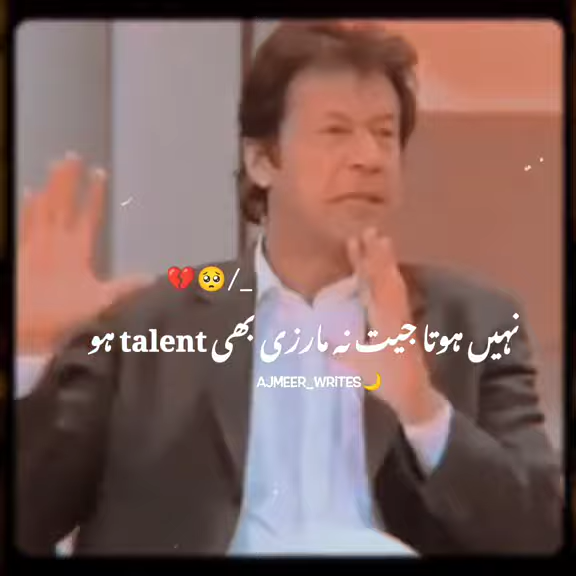 💔🥺/_
نہیں ہوتا جیت نہ مارزی بھی talent ہو
AJMEER_WRITES🌙